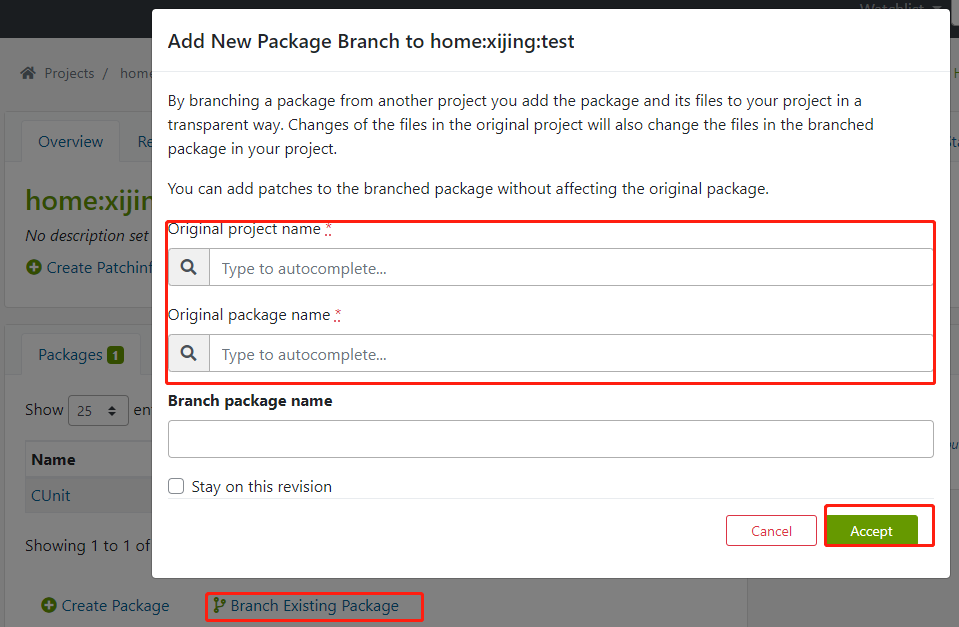 Watchlist
Add New Package Branch to home:xijing:test
Projects / home
By branching a package from another project you add the package and its files to your project in a
transparent way. Changes of the files in the original project will also change the files in the branched
package in your project.
Overview
Re
You can add patches to the branched package without affecting the original package.
home:xijin
No description set
Create Patchinf
Original project name *
Type to autocomplete...
Original package name *
Type to autocomplete...
Packages 1
Branch package name
Show 25 en
Name
CUnit
Stay on this revision
Showing 1 to 1 of
Cancel
Accept
Create Package
Branch Existing Package